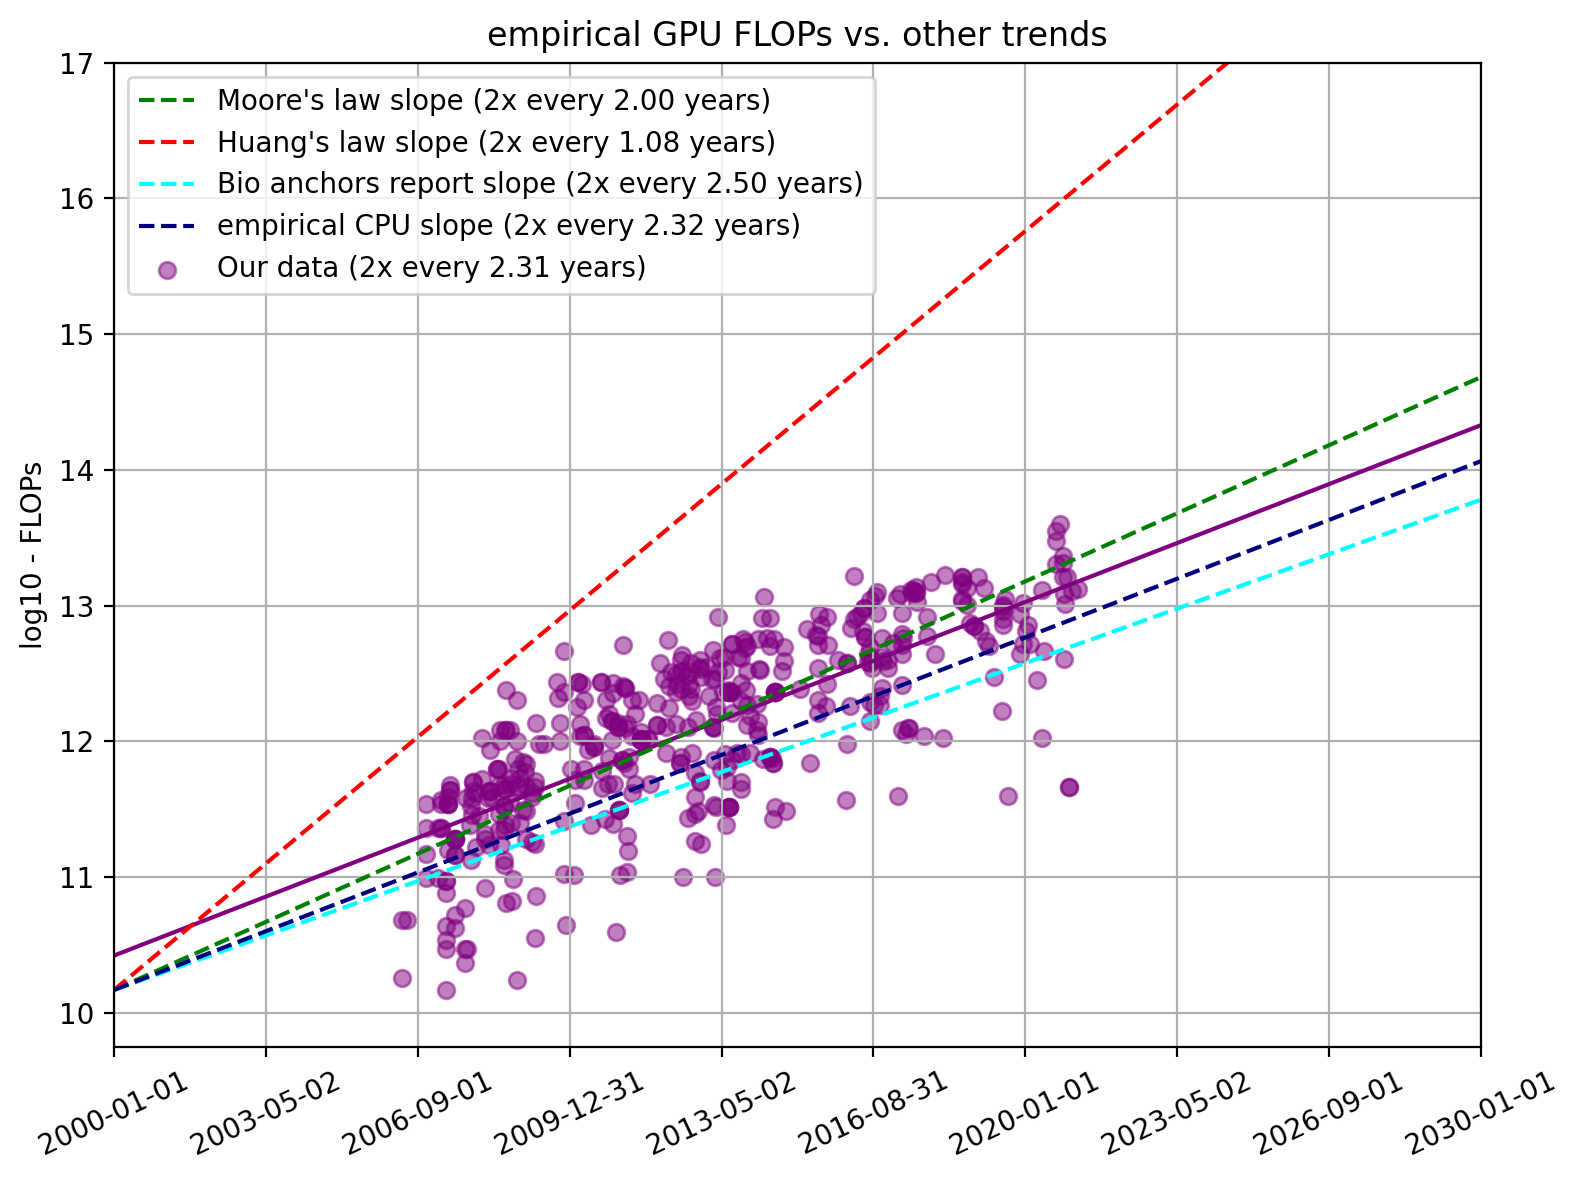 empirical GPU FLOPs vs. other trends
17
16
15
14
13
12
11
10
log10 - FLOPs
Moore's law slope (2x every 2.00 years)
Huang's law slope (2x every 1.08 years)
Bio anchors report slope (2x every 2.50 years)
empirical CPU slope (2x every 2.32 years)
Our data (2x every 2.31 years)
2000-01-01
2003-05-02
2006-09-01
2009-12-31
2013-05-02
2016-08-31
2020-01-01
2023-05-02
2026-09-01
2030-01-01